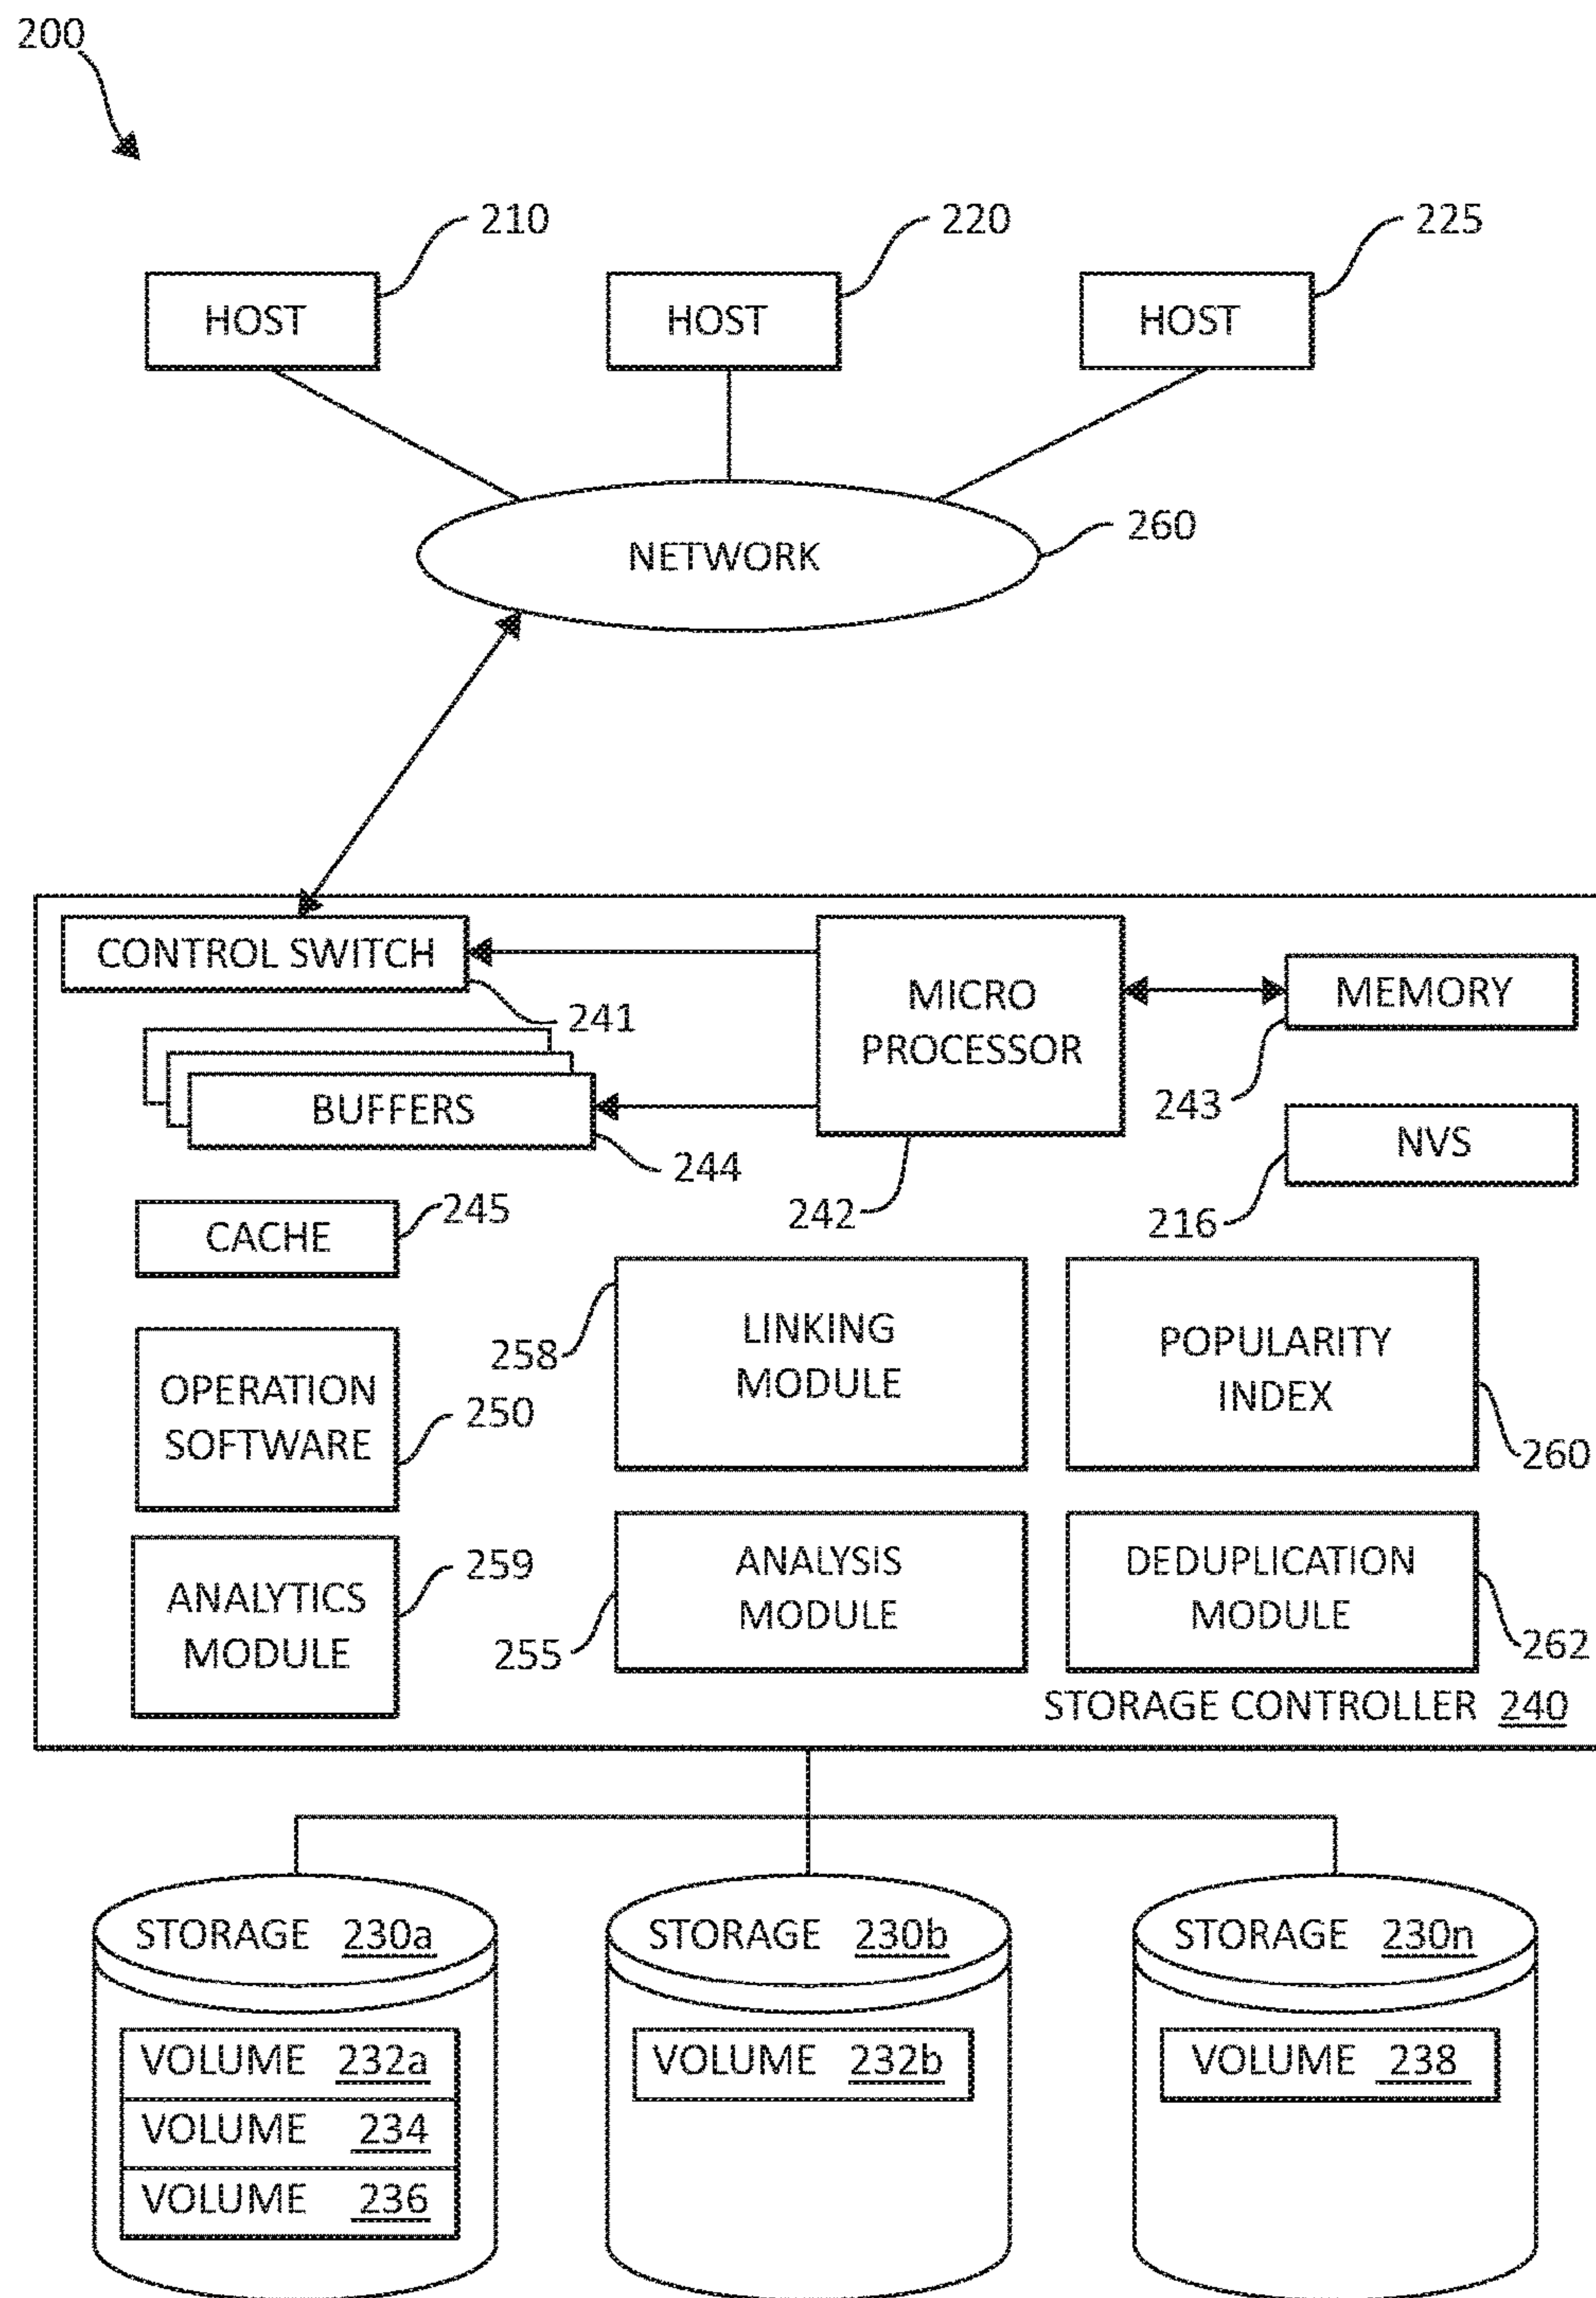 200
210
220
225
HOST
HOST
HOST
260
NETWORK
CONTROL SWITCH
241
MICRO
PROCESSOR
MEMORY
243
BUFFERS
244
242
NVS
216
CACHE
245
258
LINKING
MODULE
POPULARITY
INDEX
260
OPERATION
SOFTWARE
250
ANALYTICS
MODULE
259
255
ANALYSIS
MODULE
DEDUPLICATION
MODULE
262
STORAGE CONTROLLER 240
STORAGE 230a
STORAGE 230b
STORAGE 230n
VOLUME 232a
VOLUME 234
VOLUME 236
VOLUME 232b
VOLUME 238